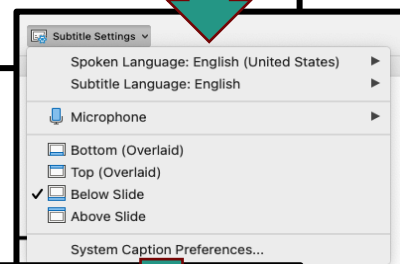 Subtitle Settings
Spoken Language: English (United States)
Subtitle Language: English
Microphone
Bottom (Overlaid)
Top (Overlaid)
Below Slide
Above Slide
System Caption Preferences...